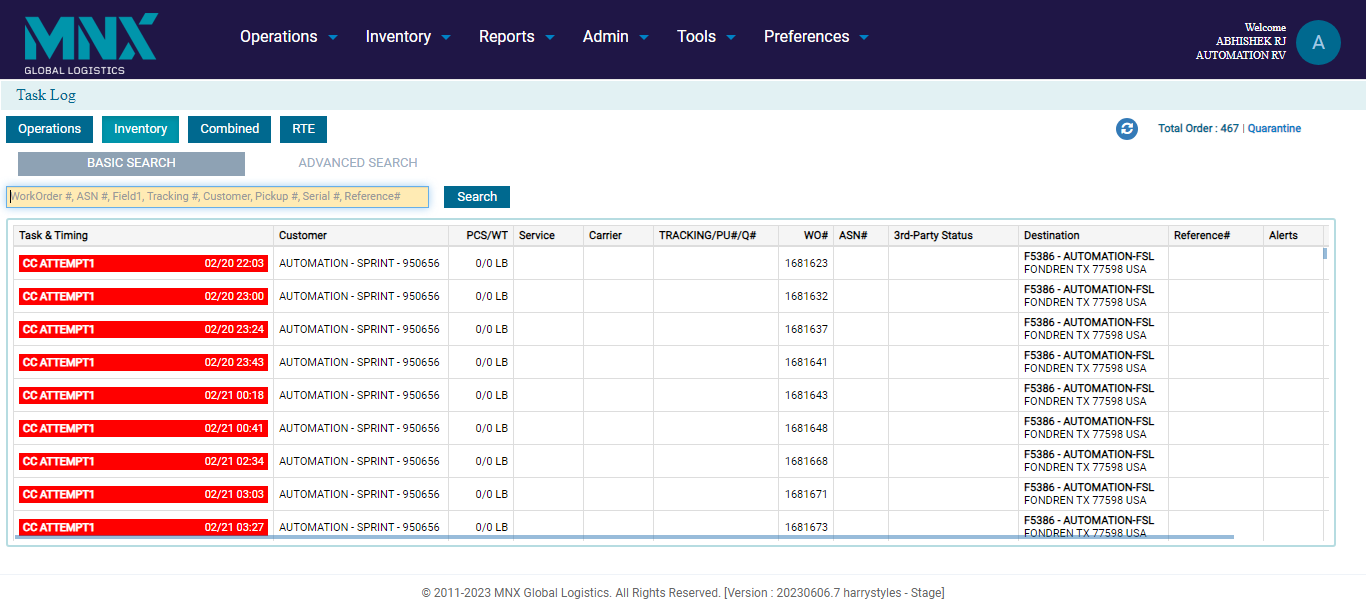 MNX
GLOBAL LOGISTICS
Operations Inventory Reports Admin Tools Preferences
Welcome
ABHISHEK RJ
AUTOMATION RV
A
Task Log
Operations Inventory Combined RTE
Total Order : 467 | Quarantine
BASIC SEARCH ADVANCED SEARCH
WorkOrder #, ASN #, Field1, Tracking #, Customer, Pickup #, Serial #, Reference# Search
Task & Timing Customer PCS/WT Service Carrier TRACKING/PU#/Q# WO# ASN# 3rd-Party Status Destination Reference# Alerts
CC ATTEMPT1 02/20 22:03 AUTOMATION - SPRINT - 950656 0/0 LB 1681623 F5386 - AUTOMATION-FSL
FONDREN TX 77598 USA
CC ATTEMPT1 02/20 23:00 AUTOMATION - SPRINT - 950656 0/0 LB 1681632 F5386 - AUTOMATION-FSL
FONDREN TX 77598 USA
CC ATTEMPT1 02/20 23:24 AUTOMATION - SPRINT - 950656 0/0 LB 1681637 F5386 - AUTOMATION-FSL
FONDREN TX 77598 USA
CC ATTEMPT1 02/20 23:43 AUTOMATION - SPRINT - 950656 0/0 LB 1681641 F5386 - AUTOMATION-FSL
FONDREN TX 77598 USA
CC ATTEMPT1 02/21 00:18 AUTOMATION - SPRINT - 950656 0/0 LB 1681643 F5386 - AUTOMATION-FSL
FONDREN TX 77598 USA
CC ATTEMPT1 02/21 00:41 AUTOMATION - SPRINT - 950656 0/0 LB 1681648 F5386 - AUTOMATION-FSL
FONDREN TX 77598 USA
CC ATTEMPT1 02/21 02:34 AUTOMATION - SPRINT - 950656 0/0 LB 1681668 F5386 - AUTOMATION-FSL
FONDREN TX 77598 USA
CC ATTEMPT1 02/21 03:03 AUTOMATION - SPRINT - 950656 0/0 LB 1681671 F5386 - AUTOMATION-FSL
FONDREN TX 77598 USA
CC ATTEMPT1 02/21 03:27 AUTOMATION - SPRINT - 950656 0/0 LB 1681673 F5386 - AUTOMATION-FSL
FONDREN TX 77598 USA
© 2011-2023 MNX Global Logistics. All Rights Reserved. [Version : 20230606.7 harrystyles - Stage]